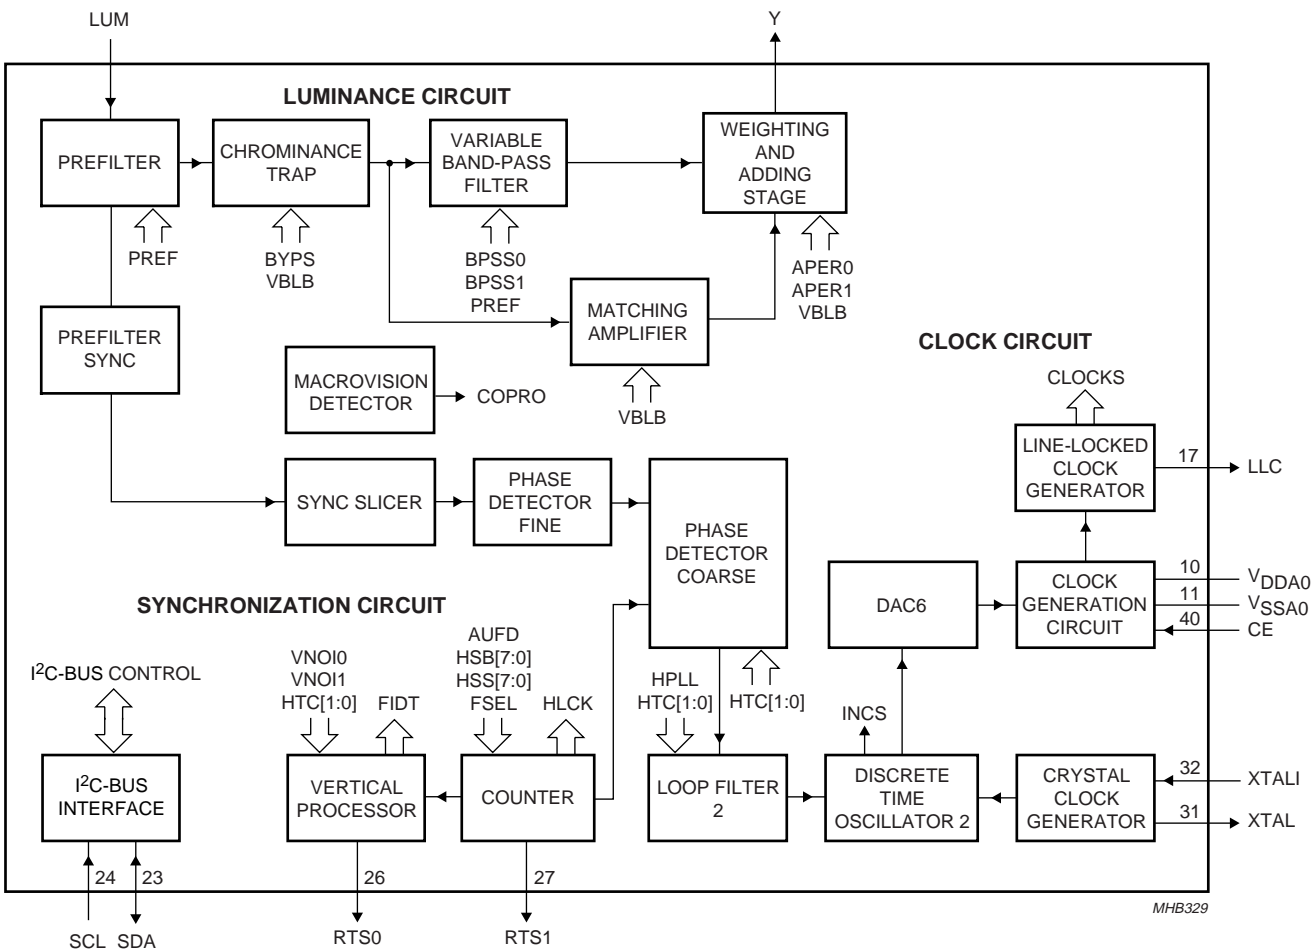 LUM
Y
LUMINANCE CIRCUIT
PREFILTER
CHROMINANCE
TRAP
VARIABLE
BAND-PASS
FILTER
WEIGHTING
AND
ADDING
STAGE
PREF
BYPS
VBLB
BPSS0
BPSS1
PREF
APER0
APER1
VBLB
PREFILTER
SYNC
MATCHING
AMPLIFIER
MACROVISION
DETECTOR
COPRO
VBLB
CLOCK CIRCUIT
CLOCKS
LINE-LOCKED
CLOCK
GENERATOR
17
LLC
SYNC SLICER
PHASE
DETECTOR
FINE
PHASE
DETECTOR
COARSE
DAC6
CLOCK
GENERATION
CIRCUIT
10
VDDA0
11
VSSA0
40
CE
SYNCHRONIZATION CIRCUIT
I2C-BUS CONTROL
VNOI0
VNOI1
HTC[1:0]
FIDT
AUFD
HSB[7:0]
HSS[7:0]
FSEL
HLCK
HPLL
HTC[1:0]
HTC[1:0]
INCS
I2C-BUS
INTERFACE
VERTICAL
PROCESSOR
COUNTER
LOOP FILTER
2
DISCRETE
TIME
OSCILLATOR 2
CRYSTAL
CLOCK
GENERATOR
32
XTALI
31
XTAL
24
23
26
27
SCL
SDA
RTS0
RTS1
MHB329